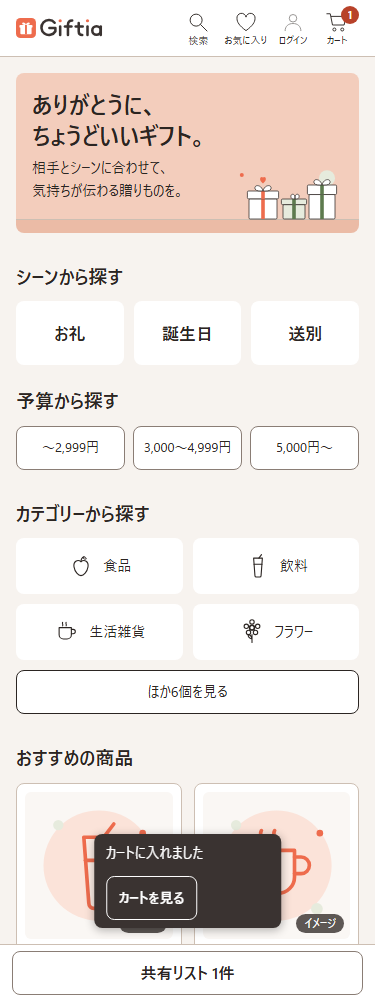 Giftia
検索
お気に入り
ログイン
カート
1
ありがとうに、
ちょうどいいギフト。
相手とシーンに合わせて、
気持ちが伝わる贈りものを。
シーンから探す
お礼
誕生日
送別
予算から探す
～2,999円
3,000～4,999円
5,000円～
カテゴリーから探す
食品
飲料
生活雑貨
フラワー
ほか6個を見る
おすすめの商品
カートに入れました
カートを見る
イメージ
共有リスト 1件